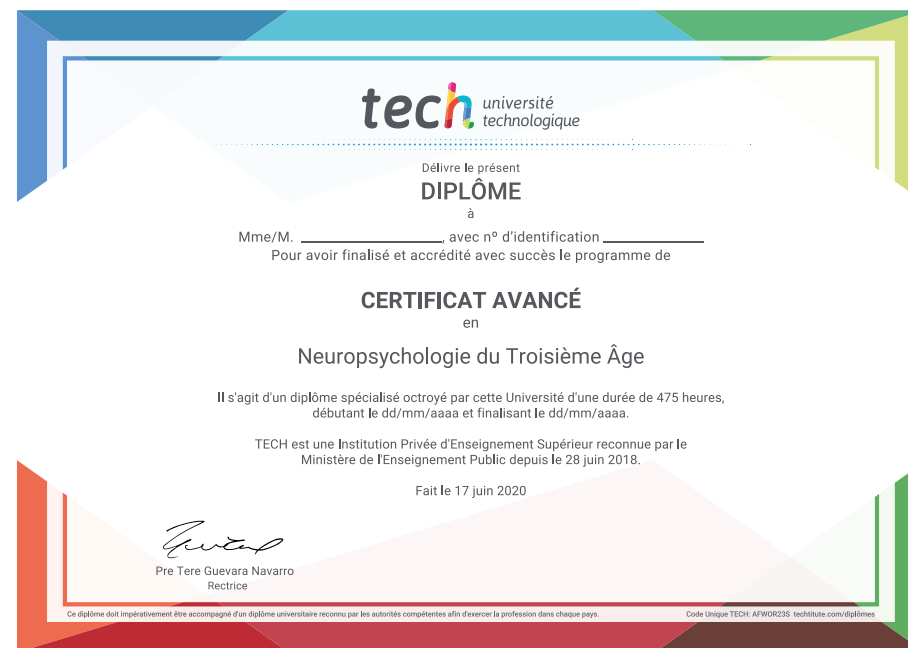 tech université
technologique
Délivre le présent
DIPLÔME
à
Mme/M. ____________________, avec nº d'identification ______________
Pour avoir finalisé et accrédité avec succès le programme de
CERTIFICAT AVANCÉ
en
Neuropsychologie du Troisième Âge
Il s'agit d'un diplôme spécialisé octroyé par cette Université d'une durée de 475 heures,
débutant le dd/mm/aaaa et finalisant le dd/mm/aaaa.
TECH est une Institution Privée d'Enseignement Supérieur reconnue par le
Ministère de l'Enseignement Public depuis le 28 juin 2018.
Fait le 17 juin 2020
Pre Tere Guevara Navarro
Rectrice
Ce diplôme doit impérativement être accompagné d'un diplôme universitaire reconnu par les autorités compétentes afin d'exercer la profession dans chaque pays.
Code Unique TECH: AFWOR23S techtitute.com/diplômes